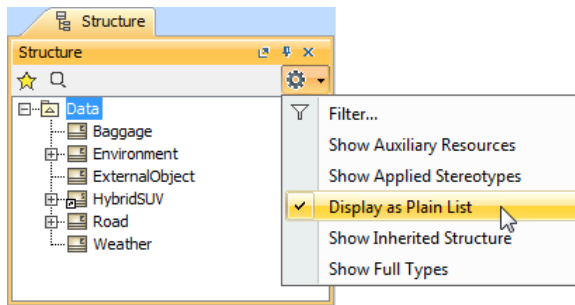 Structure
Structure
Data
Baggage
Environment
ExternalObject
HybridSUV
Road
Weather
Filter...
Show Auxiliary Resources
Show Applied Stereotypes
Display as Plain List
Show Inherited Structure
Show Full Types